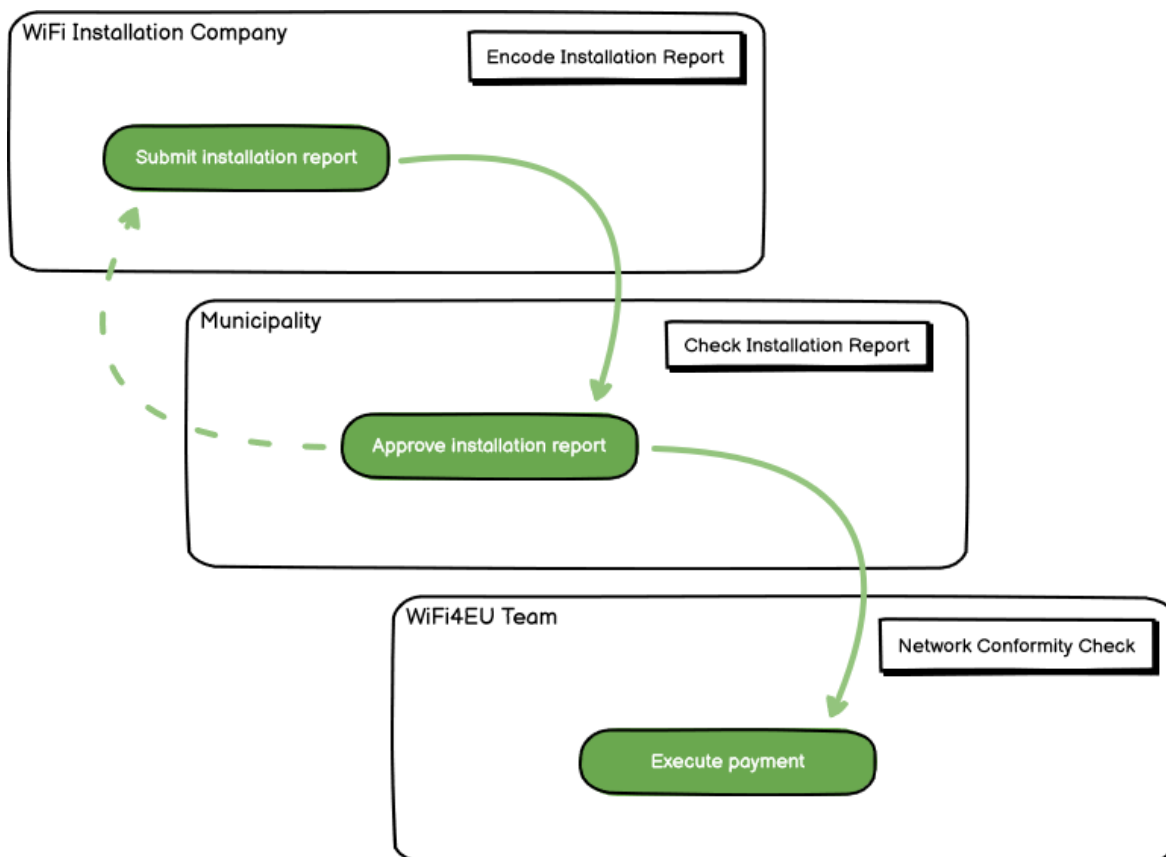 WiFi Installation Company
Encode Installation Report
Submit installation report
Municipality
Check Installation Report
Approve installation report
WiFi4EU Team
Network Conformity Check
Execute payment